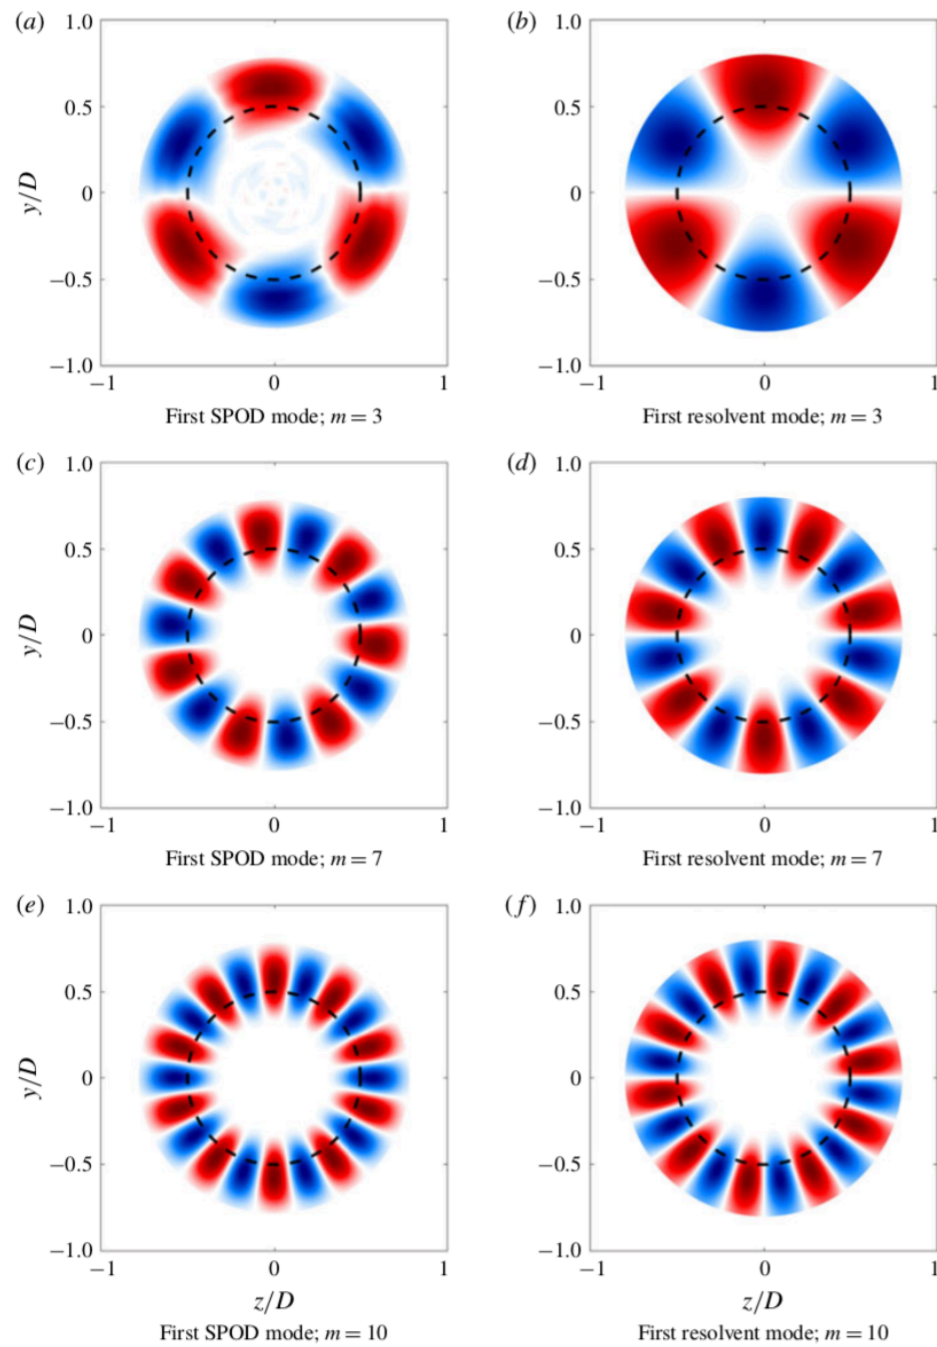 (a)
1.0
0.5
0
−0.5
−1.0
y/D
−1
0
1
First SPOD mode; m = 3
(b)
1.0
0.5
0
−0.5
−1.0
−1
0
1
First resolvent mode; m = 3
(c)
1.0
0.5
0
−0.5
−1.0
y/D
−1
0
1
First SPOD mode; m = 7
(d)
1.0
0.5
0
−0.5
−1.0
−1
0
1
First resolvent mode; m = 7
(e)
1.0
0.5
0
−0.5
−1.0
y/D
−1
0
1
z/D
First SPOD mode; m = 10
(f)
1.0
0.5
0
−0.5
−1.0
−1
0
1
z/D
First resolvent mode; m = 10